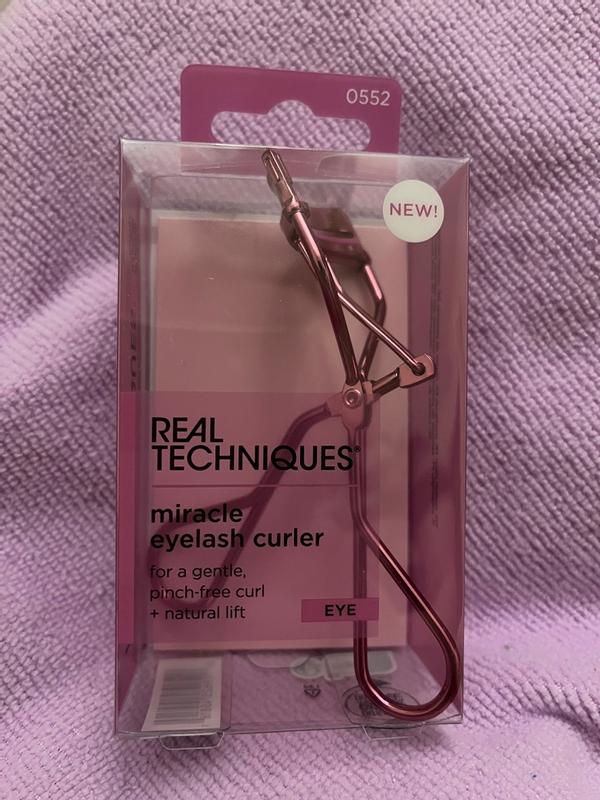 0552
NEW!
REAL
TECHNIQUES®
miracle
eyelash curler
for a gentle,
pinch-free curl
+ natural lift
EYE